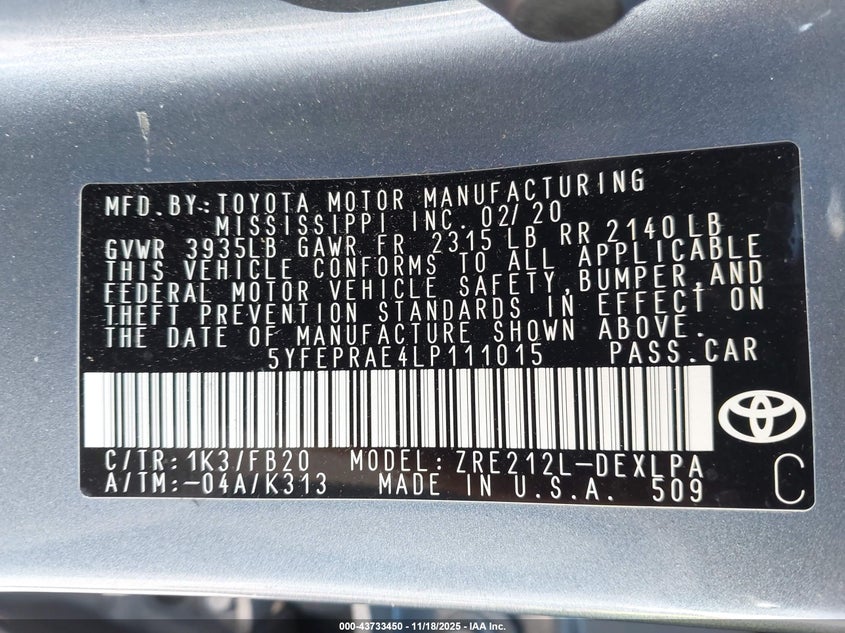 MFD.BY:TOYOTA MOTOR MANUFACTURING
MISSISSIPPI INC. 02/20
GVWR 3935LB GAWR FR 2315 LB RR 2140LB
THIS VEHICLE CONFORMS TO ALL APPLICABLE
FEDERAL MOTOR VEHICLE SAFETY,BUMPER,AND
THEFT PREVENTION STANDARDS IN EFFECT ON
THE DATE OF MANUFACTURE SHOWN ABOVE.
5YFEPRAE4LP111015 PASS.CAR
C/TR:1K3/FB20 MODEL:ZRE212L-DEXLPA
A/TM:-04A/K313 MADE IN U.S.A. 509 C
000-43733450 - 11/18/2025 - IAA Inc.